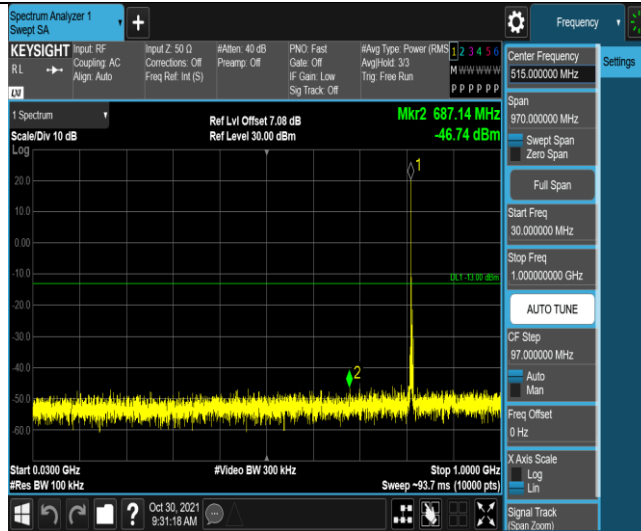 Spectrum Analyzer 1
Swept SA
+
Frequency
KEYSIGHT
Input: RF
Input Z: 50 Ω
#Atten: 40 dB
PNO: Fast
#Avg Type: Power (RMS
1 2 3 4 5 6
R L
Coupling: AC
Corrections: Off
Preamp: Off
Gate: Off
Avg|Hold: 3/3
M W W W W W
Align: Auto
Freq Ref: Int (S)
IF Gain: Low
Trig: Free Run
Sig Track: Off
P P P P P P
LXI
1 Spectrum
Ref Lvl Offset 7.08 dB
Mkr2 687.14 MHz
Scale/Div 10 dB
Ref Level 30.00 dBm
-46.74 dBm
Log
1
20.0
10.0
0.00
-10.0
DL1 -13.00 dBm
-20.0
-30.0
-40.0
2
-50.0
-60.0
Start 0.0300 GHz
#Video BW 300 kHz
Stop 1.0000 GHz
#Res BW 100 kHz
Sweep ~93.7 ms (10000 pts)
?
Oct 30, 2021
9:31:18 AM
Center Frequency
515.000000 MHz
Settings
Span
970.000000 MHz
Swept Span
Zero Span
Full Span
Start Freq
30.000000 MHz
Stop Freq
1.000000000 GHz
AUTO TUNE
CF Step
97.000000 MHz
Auto
Man
Freq Offset
0 Hz
X Axis Scale
Log
Lin
Signal Track
(Span Zoom)